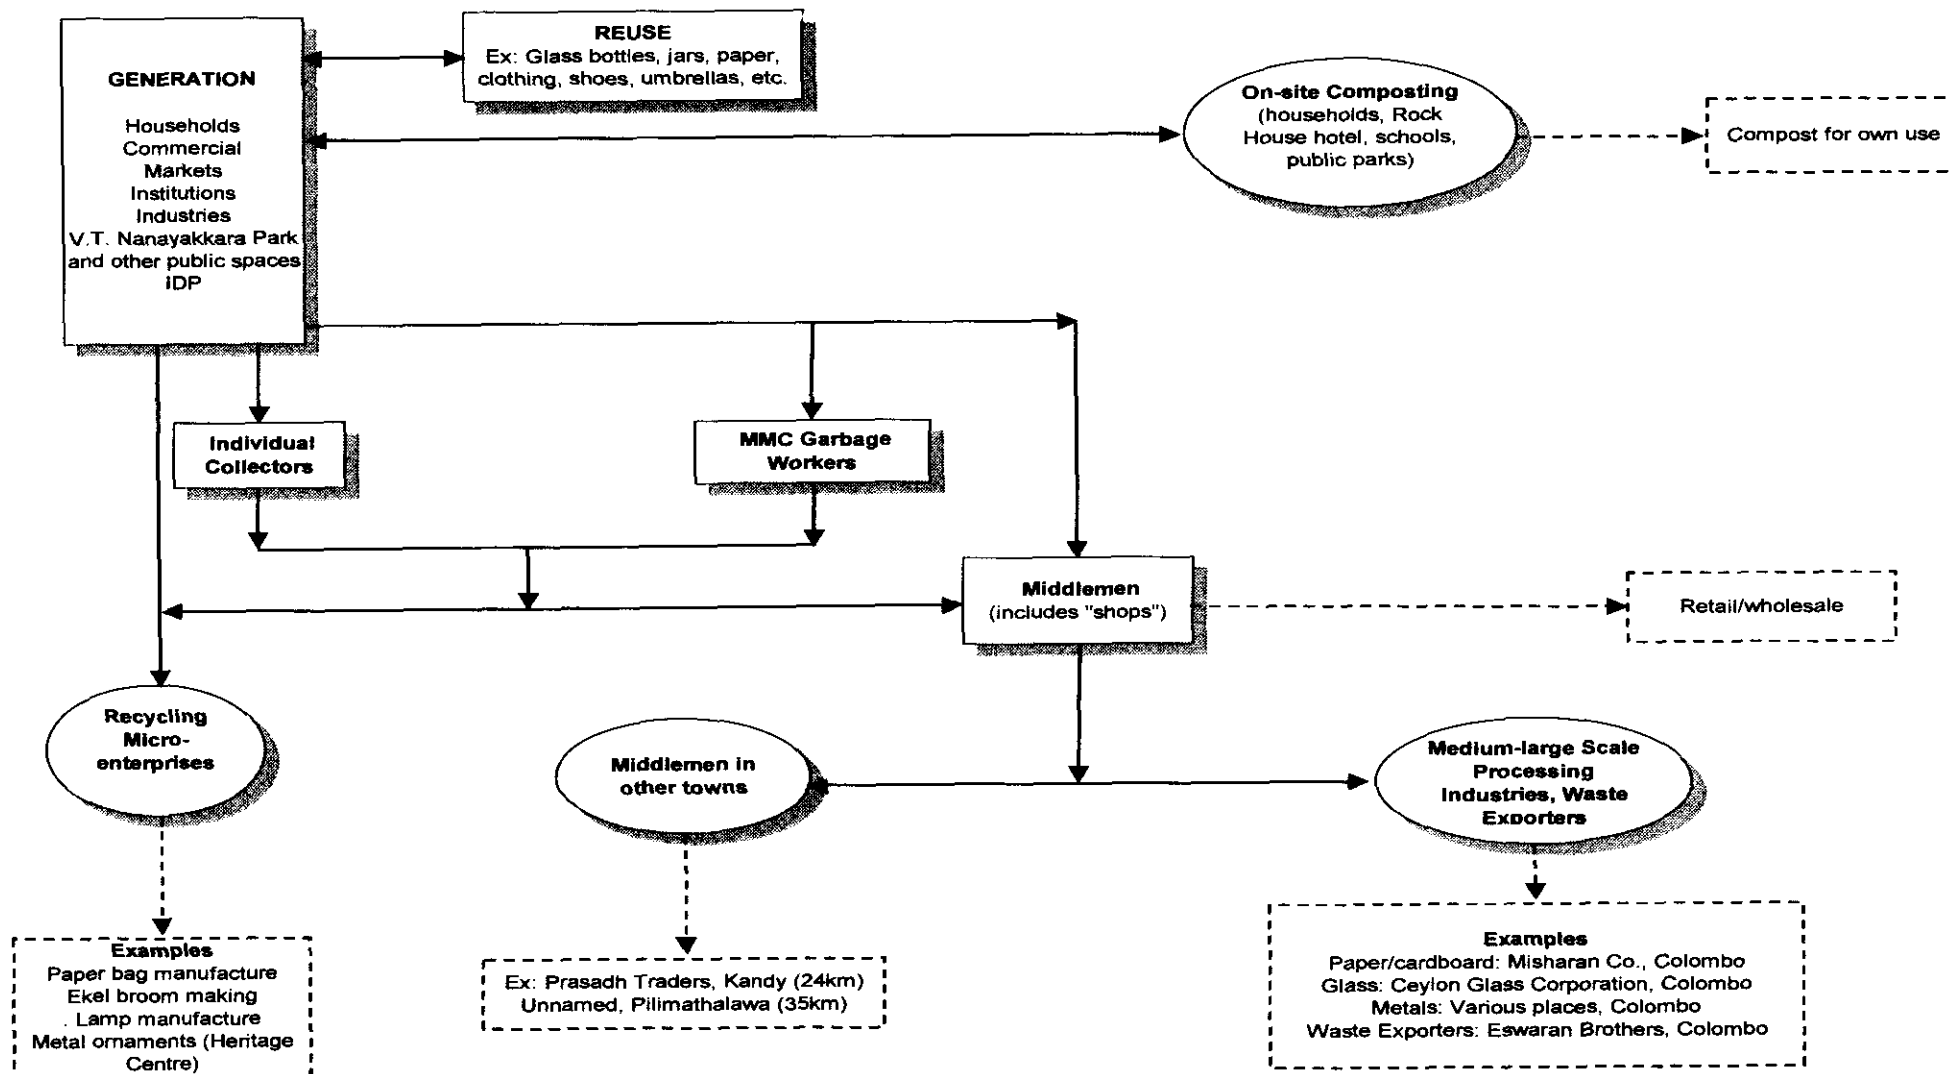 GENERATION
Households
Commercial
Markets
Institutions
Industries
V.T. Nanayakkara Park
and other public spaces
IDP
REUSE
Ex: Glass bottles, jars, paper,
clothing, shoes, umbrellas, etc.
On-site Composting
(households, Rock
House hotel, schools,
public parks)
Compost for own use
Individual
Collectors
MMC Garbage
Workers
Middlemen
(includes "shops")
Retail/wholesale
Recycling
Micro-
enterprises
Middlemen in
other towns
Medium-large Scale
Processing
Industries, Waste
Exporters
Examples
Paper bag manufacture
Ekel broom making
. Lamp manufacture
Metal ornaments (Heritage
Centre)
Ex: Prasadh Traders, Kandy (24km)
Unnamed, Pilimathalawa (35km)
Examples
Paper/cardboard: Misharan Co., Colombo
Glass: Ceylon Glass Corporation, Colombo
Metals: Various places, Colombo
Waste Exporters: Eswaran Brothers, Colombo